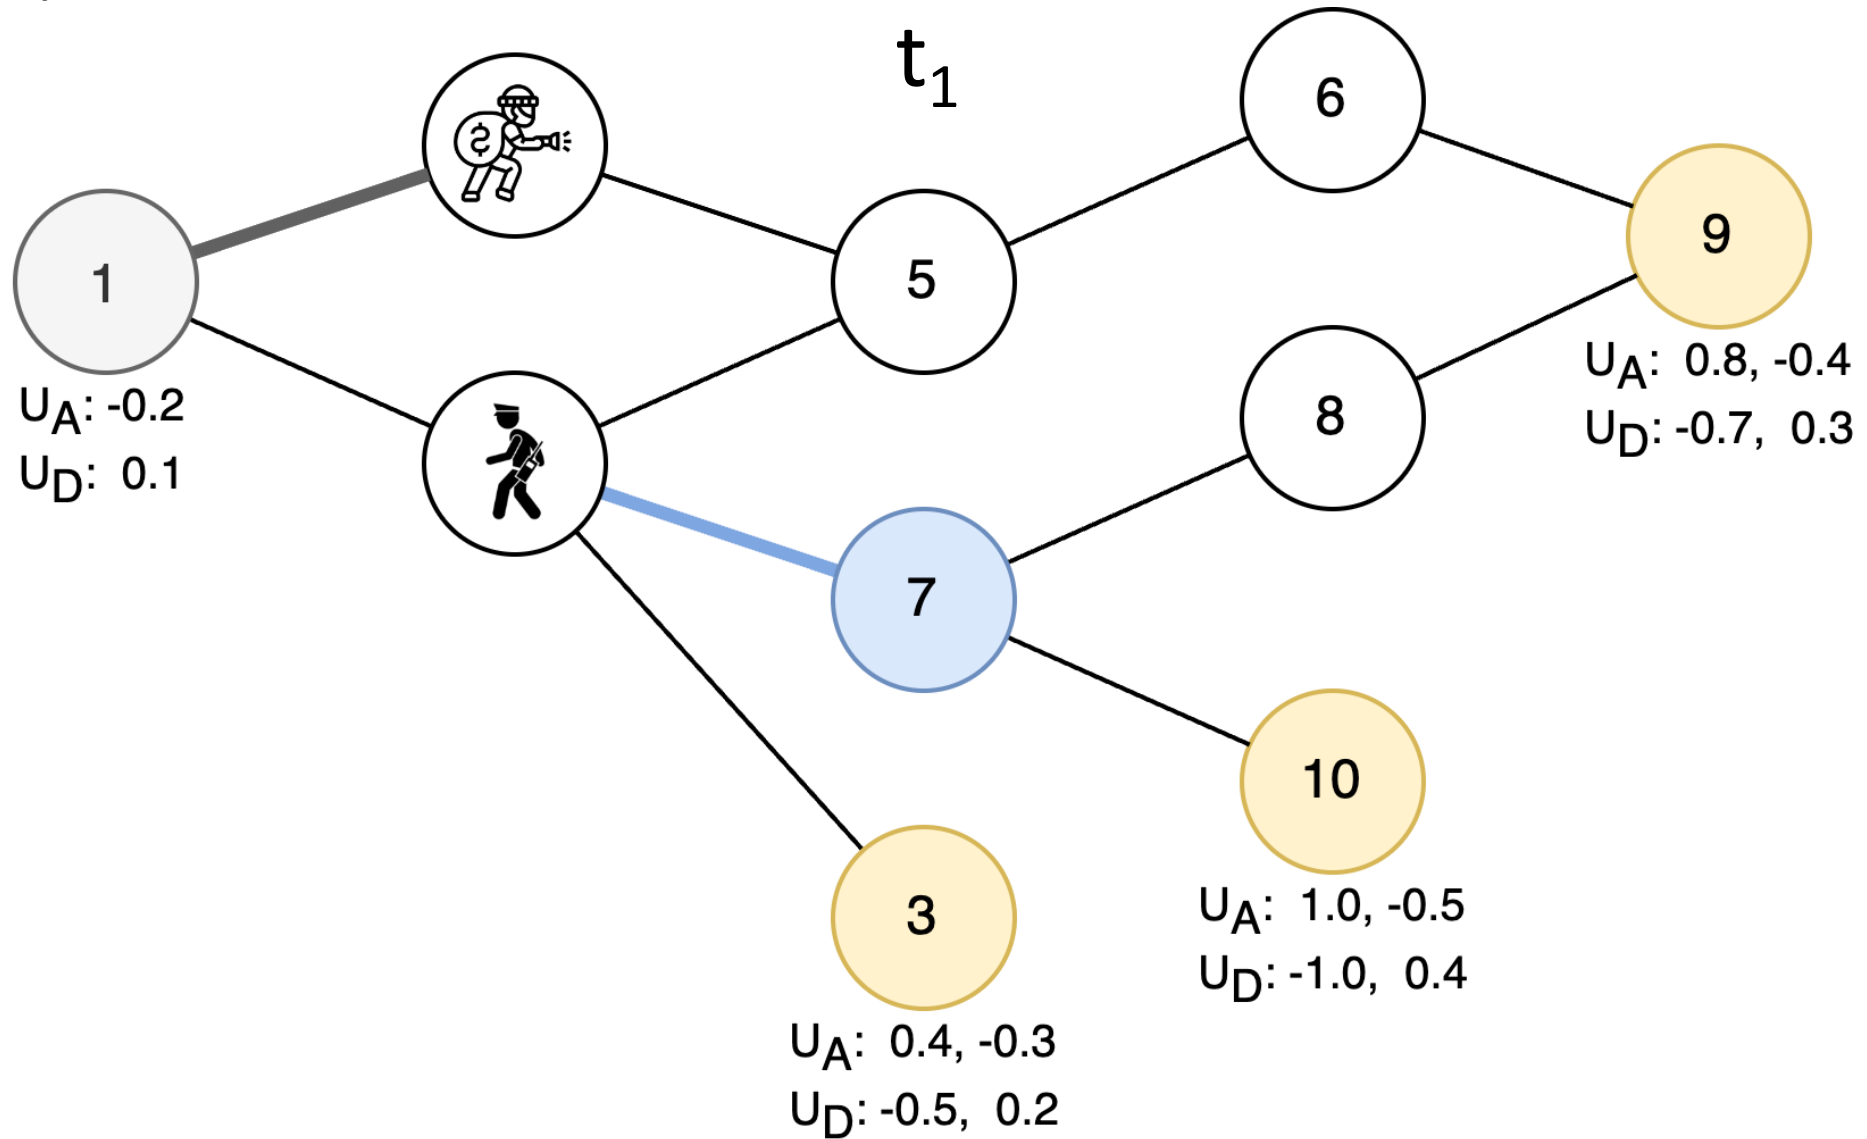 t1
6
9
1
5
UA: 0.8, -0.4
UD: -0.7, 0.3
8
UA: -0.2
UD: 0.1
$
7
10
3
UA: 1.0, -0.5
UD: -1.0, 0.4
UA: 0.4, -0.3
UD: -0.5, 0.2